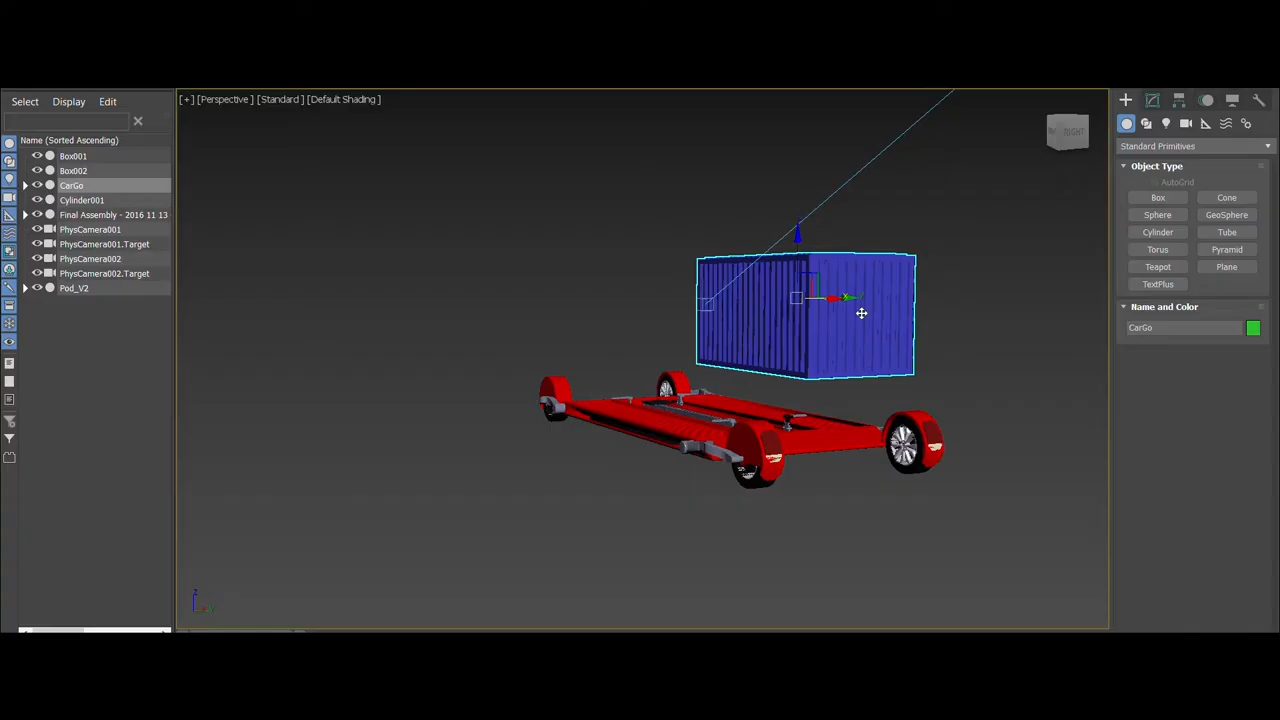 Select Display Edit
[+] [Perspective ] [Standard ] [Default Shading ]
Name (Sorted Ascending)
Box001
Box002
CarGo
Cylinder001
Final Assembly - 2016 11 13
PhysCamera001
PhysCamera001.Target
PhysCamera002
PhysCamera002.Target
Pod_V2
RIGHT
x
z
Standard Primitives
Object Type
AutoGrid
Box Cone
Sphere GeoSphere
Cylinder Tube
Torus Pyramid
Teapot Plane
TextPlus
Name and Color
CarGo